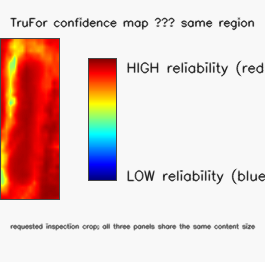 TruFor confidence map ??? same region
HIGH reliability (red
LOW reliability (blue
requested inspection crop; all three panels share the same content size